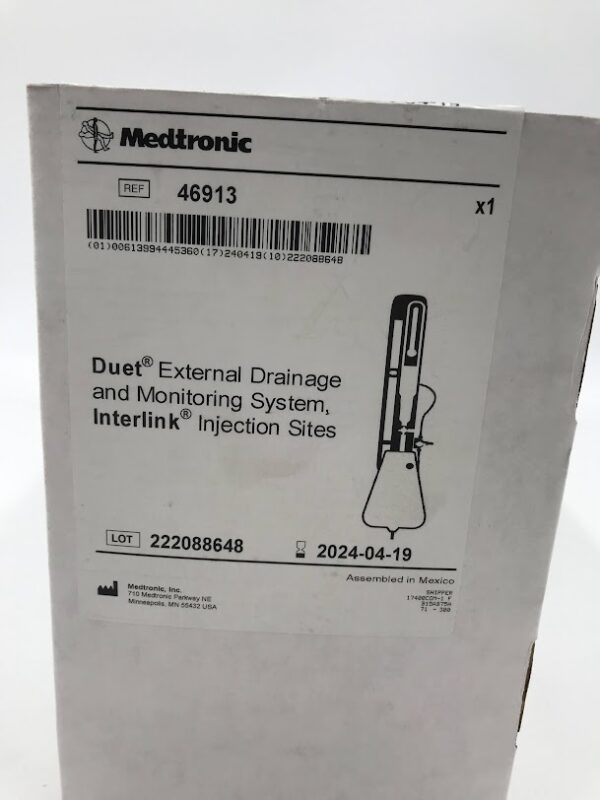 Medtronic
REF 46913
x1
(01)00613994445360(17)240419(10)222088648
Duet® External Drainage
and Monitoring System,
Interlink® Injection Sites
LOT 222088648
2024-04-19
Assembled in Mexico
Medtronic, Inc.
710 Medtronic Parkway NE
Minneapolis, MN 55432 USA
SHIPPER
71 - 300